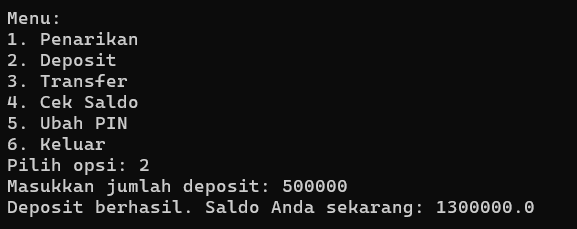 Menu:
1. Penarikan
2. Deposit
3. Transfer
4. Cek Saldo
5. Ubah PIN
6. Keluar
Pilih opsi: 2
Masukkan jumlah deposit: 500000
Deposit berhasil. Saldo Anda sekarang: 1300000.0